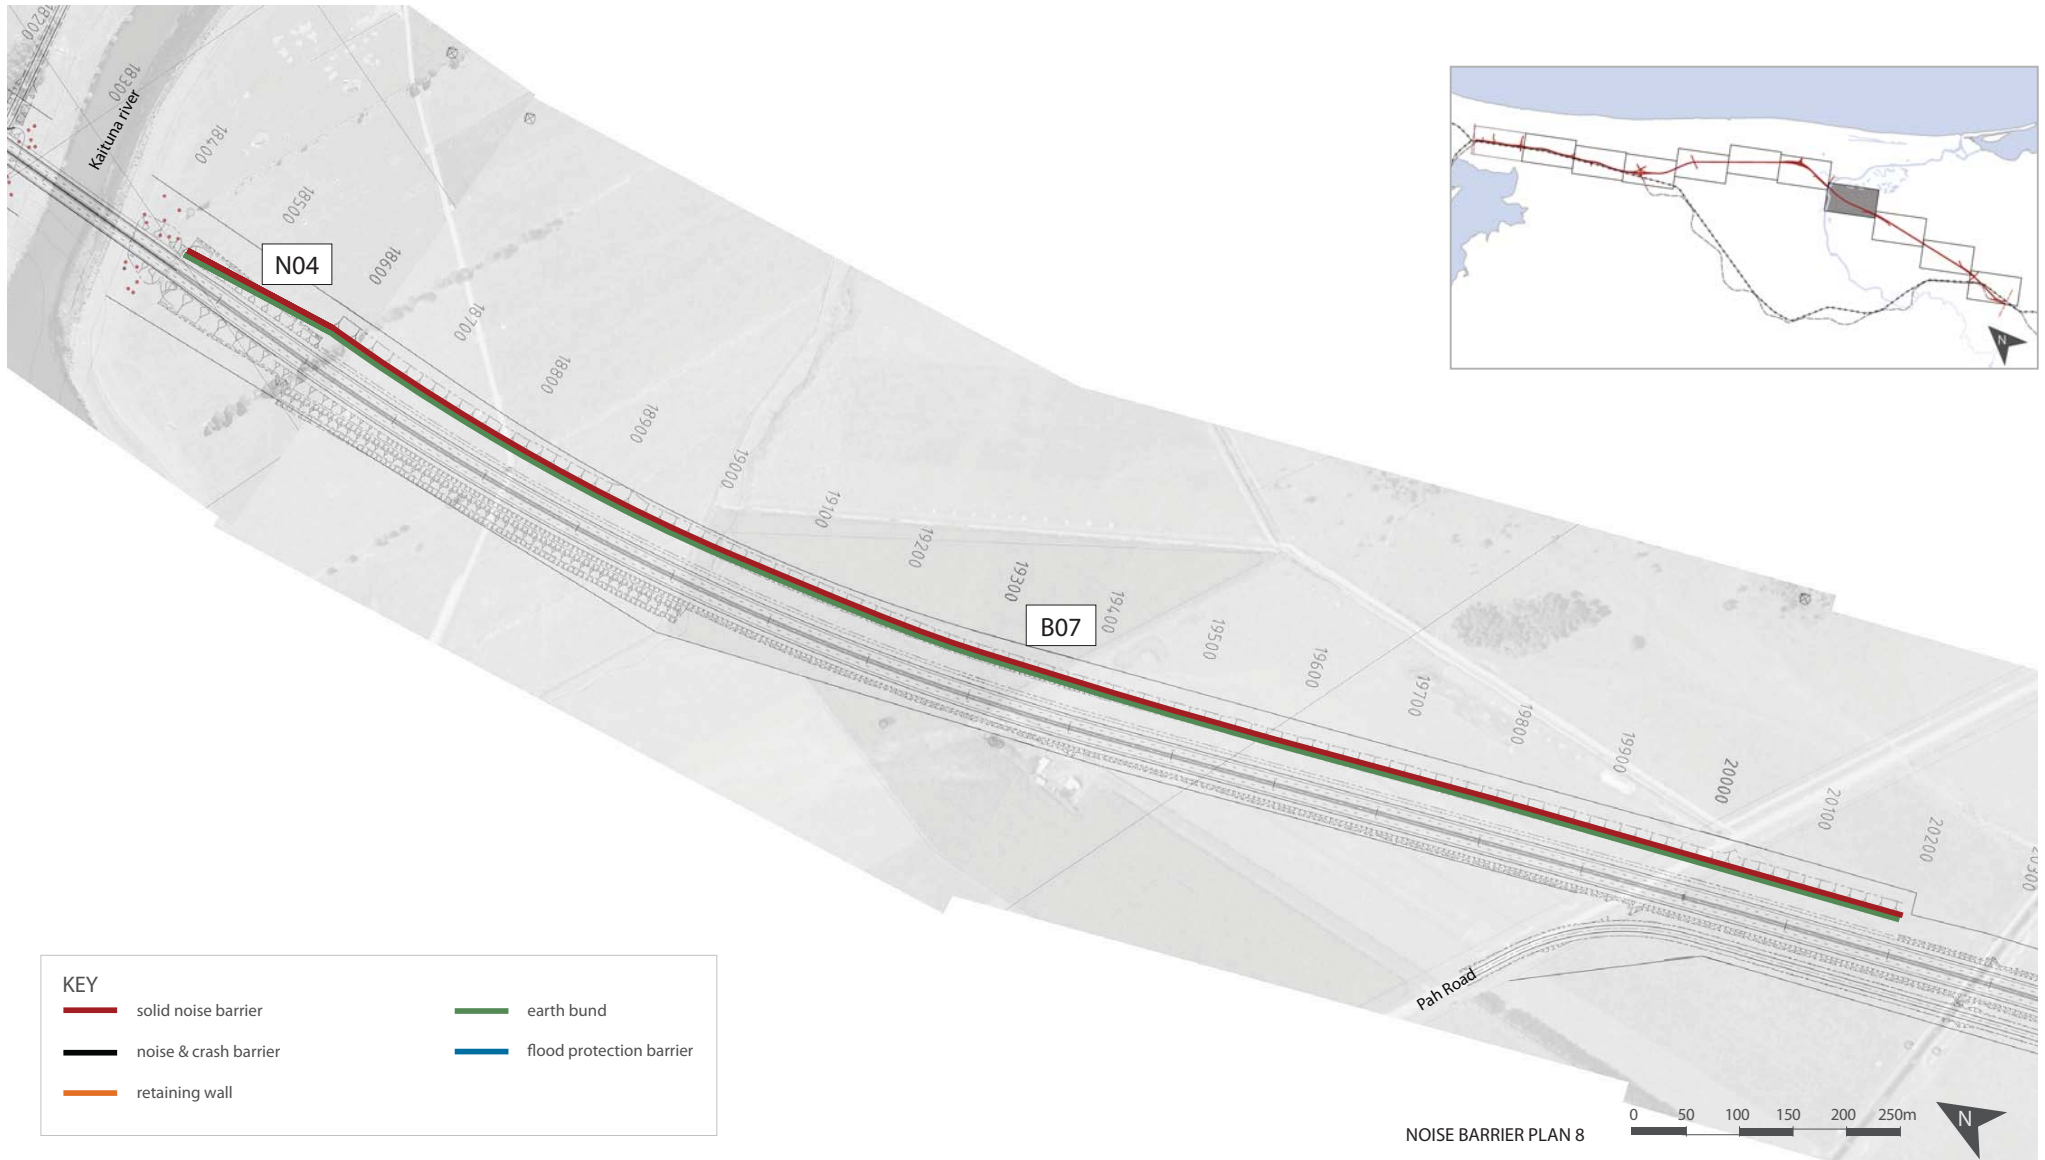 18200
18300
Kaituna river
18400
18500
N04
18600
18700
18800
18900
19000
19100
19200
19300
B07
19400
19500
19600
19700
19800
19900
20000
20100
20200
20300
Pah Road
N
KEY
solid noise barrier
earth bund
noise & crash barrier
flood protection barrier
retaining wall
NOISE BARRIER PLAN 8
0 50 100 150 200 250m
N